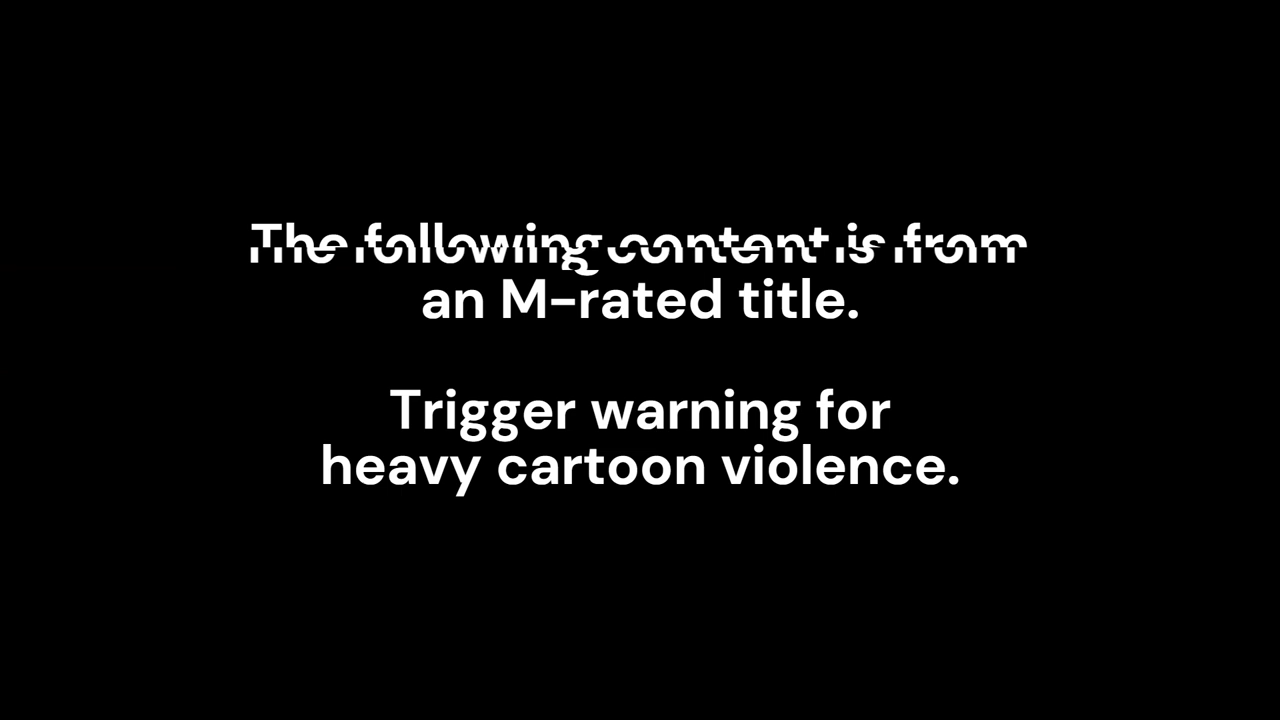 The following content is from
an M-rated title.
Trigger warning for
heavy cartoon violence.